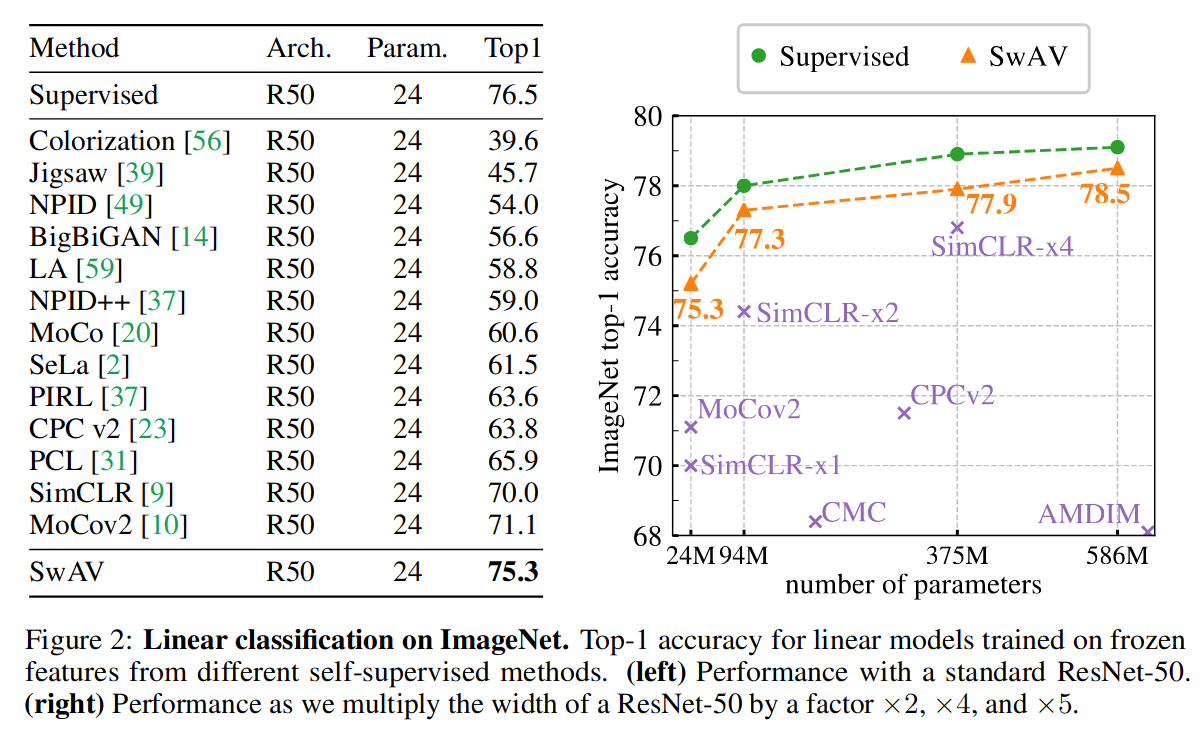 Method Arch. Param. Top1
Supervised R50 24 76.5
Colorization [56] R50 24 39.6
Jigsaw [39] R50 24 45.7
NPID [49] R50 24 54.0
BigBiGAN [14] R50 24 56.6
LA [59] R50 24 58.8
NPID++ [37] R50 24 59.0
MoCo [20] R50 24 60.6
SeLa [2] R50 24 61.5
PIRL [37] R50 24 63.6
CPC v2 [23] R50 24 63.8
PCL [31] R50 24 65.9
SimCLR [9] R50 24 70.0
MoCov2 [10] R50 24 71.1
SwAV R50 24 75.3
Supervised SwAV
ImageNet top-1 accuracy
80
78
76
74
72
70
68
75.3
77.3
77.9
78.5
SimCLR-x4
SimCLR-x2
CPCv2
MoCov2
SimCLR-x1
CMC
AMDIM
24M 94M 375M 586M
number of parameters
Figure 2: Linear classification on ImageNet. Top-1 accuracy for linear models trained on frozen
features from different self-supervised methods. (left) Performance with a standard ResNet-50.
(right) Performance as we multiply the width of a ResNet-50 by a factor ×2, ×4, and ×5.